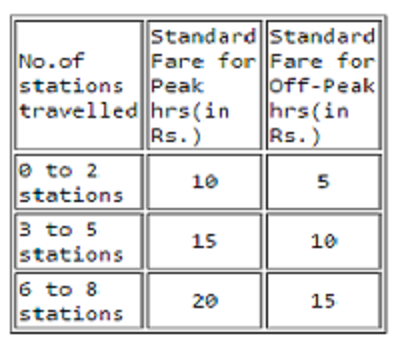 No.of
stations
travelled
Standard
Fare for
Peak
hrs(in
Rs.)
Standard
Fare for
Off-Peak
hrs(in
Rs.)
0 to 2
stations
10
5
3 to 5
stations
15
10
6 to 8
stations
20
15